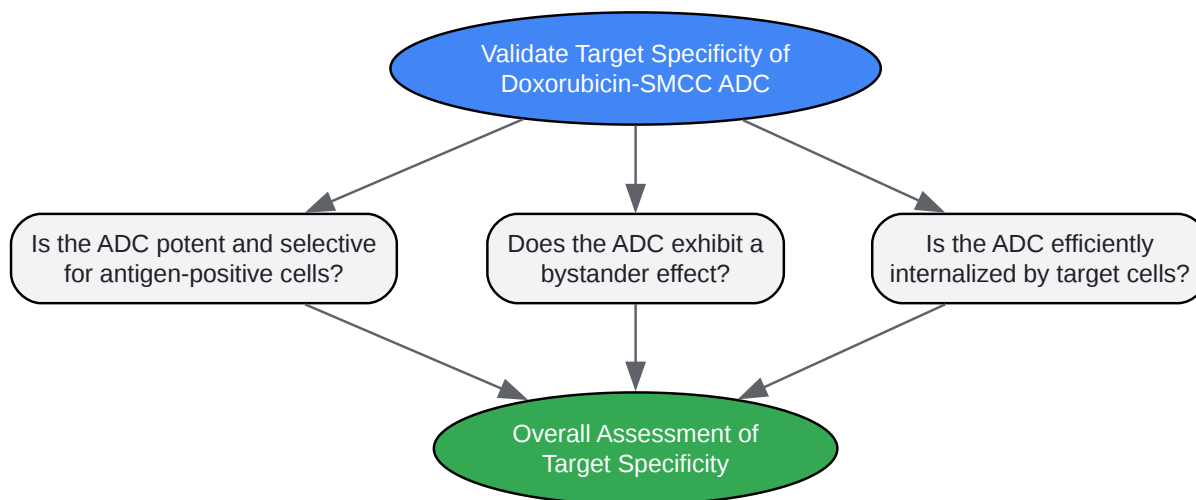 Validate Target Specificity of
Doxorubicin-SMCC ADC
Is the ADC potent and selective
for antigen-positive cells?
Does the ADC exhibit a
bystander effect?
Is the ADC efficiently
internalized by target cells?
Overall Assessment of
Target Specificity